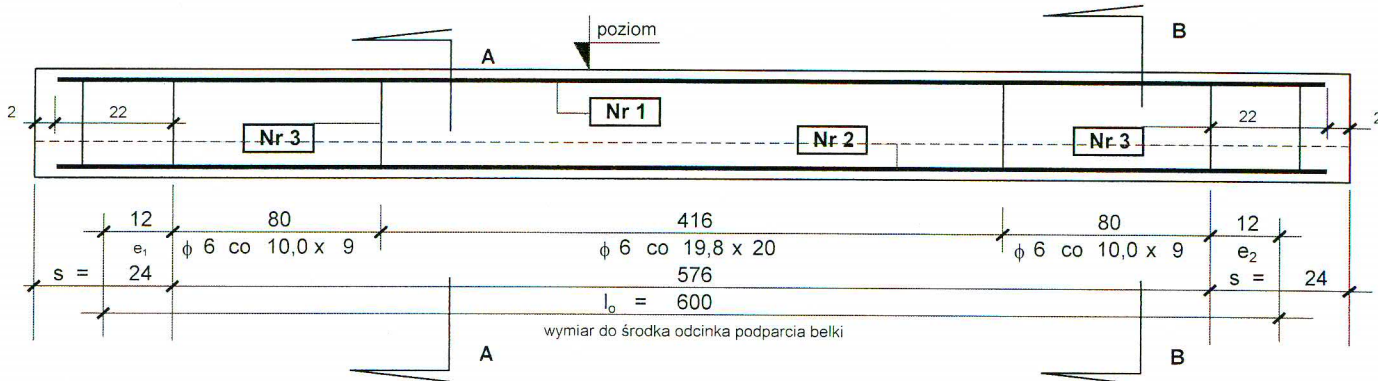 poziom
B
A
2
22
Nr 3
Nr 1
Nr 2
Nr 3
22
2
12 80 416 80 12
e₁ ϕ 6 co 10,0 x 9 ϕ 6 co 19,8 x 20 ϕ 6 co 10,0 x 9 e₂
s = 24 576 s = 24
l₀ = 600
wymiar do środka odcinka podparcia belki
A
B